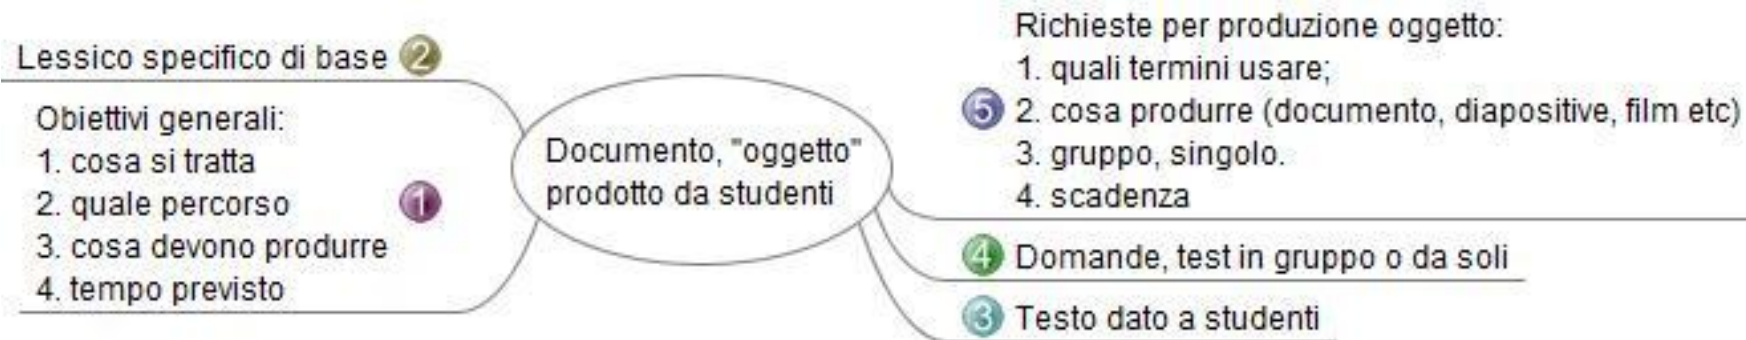 Lessico specifico di base 2
Obiettivi generali:
1. cosa si tratta
2. quale percorso
1
3. cosa devono produrre
4. tempo previsto
Documento, "oggetto"
prodotto da studenti
Richieste per produzione oggetto:
1. quali termini usare;
5 2. cosa produrre (documento, diapositive, film etc)
3. gruppo, singolo.
4. scadenza
4 Domande, test in gruppo o da soli
3 Testo dato a studenti